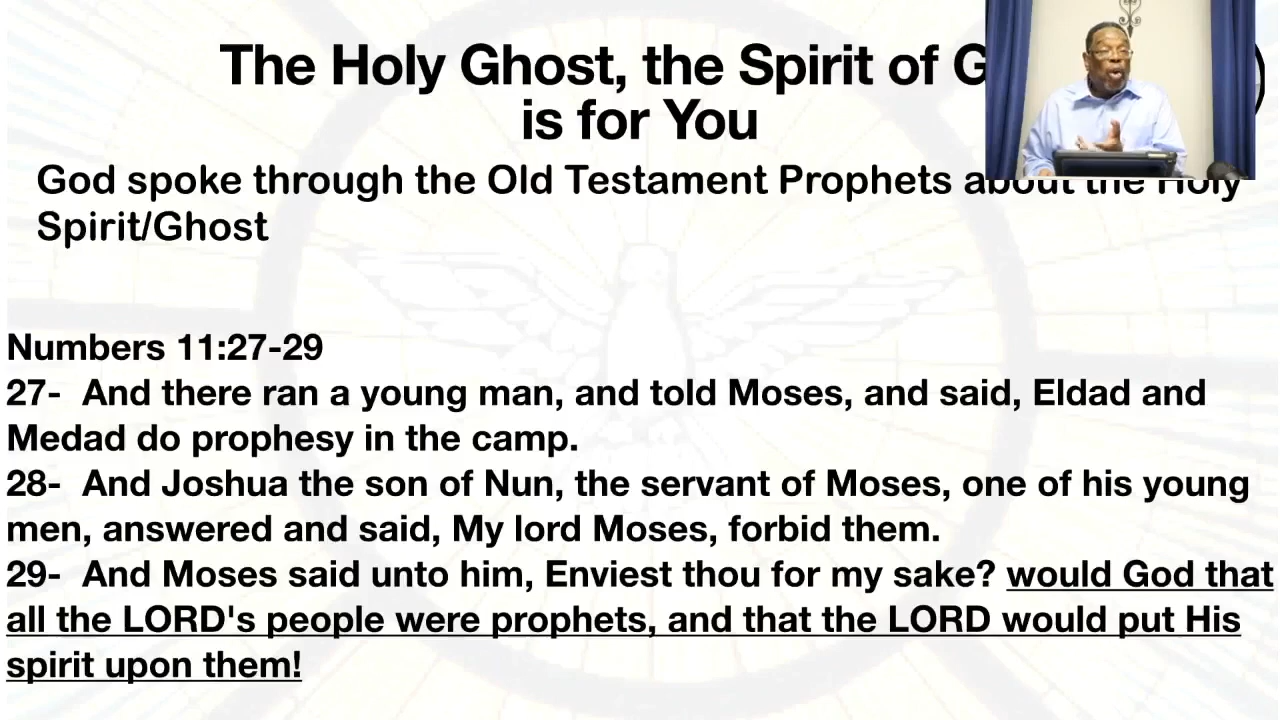 The Holy Ghost, the Spirit of G
is for You
God spoke through the Old Testament Prophets about the Holy
Spirit/Ghost
Numbers 11:27-29
27- And there ran a young man, and told Moses, and said, Eldad and
Medad do prophesy in the camp.
28- And Joshua the son of Nun, the servant of Moses, one of his young
men, answered and said, My lord Moses, forbid them.
29- And Moses said unto him, Enviest thou for my sake? would God that
all the LORD's people were prophets, and that the LORD would put His
spirit upon them!